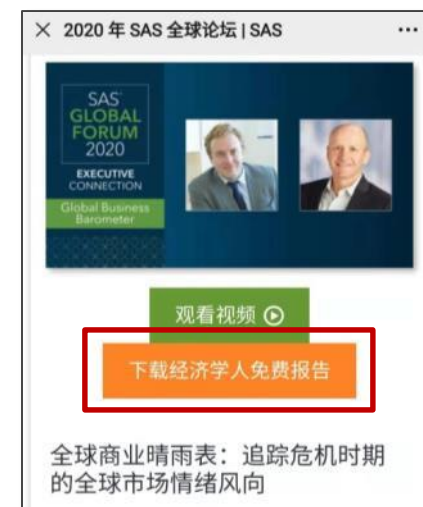 2020 年 SAS 全球论坛 | SAS
SAS
GLOBAL
FORUM
2020
EXECUTIVE
CONNECTION
Global Business
Barometer
观看视频
下载经济学人免费报告
全球商业晴雨表：追踪危机时期
的全球市场情绪风向